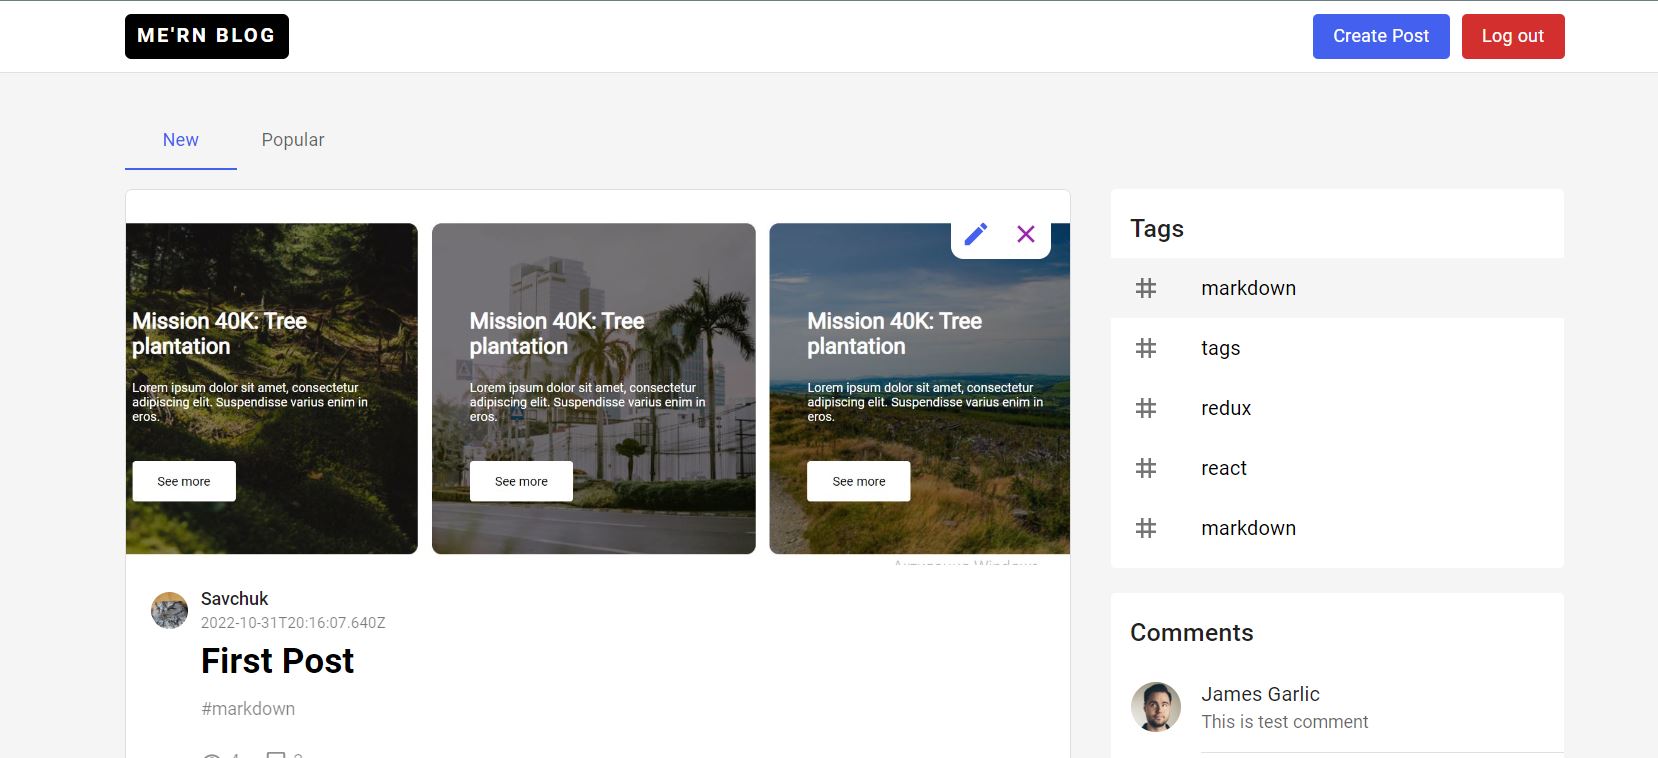 ME'RN BLOG
Create Post
Log out
New
Popular
Mission 40K: Tree
plantation
Lorem ipsum dolor sit amet, consectetur
adipiscing elit. Suspendisse varius enim in
eros.
See more
Mission 40K: Tree
plantation
Lorem ipsum dolor sit amet, consectetur
adipiscing elit. Suspendisse varius enim in
eros.
See more
Mission 40K: Tree
plantation
Lorem ipsum dolor sit amet, consectetur
adipiscing elit. Suspendisse varius enim in
eros.
See more
Savchuk
2022-10-31T20:16:07.640Z
First Post
#markdown
Tags
# markdown
# tags
# redux
# react
# markdown
Comments
James Garlic
This is test comment